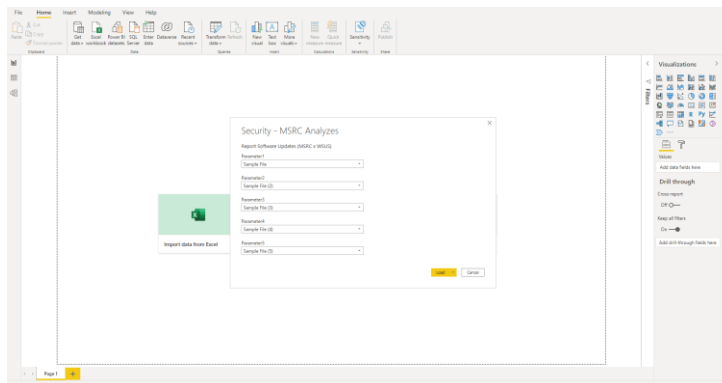 File Home Insert Modeling View Help
Paste
Cut
Copy
Format painter
Clipboard
Get data
Excel workbook
Power BI datasets
SQL Server
Enter data
Dataverse
Recent sources
Data
Transform data
Refresh
Queries
New visual
Text box
More visuals
Insert
New measure
Quick measure
Calculations
Sensitivity
Sensitivity
Publish
Share
Filters
Security - MSRC Analyzes
Report Software Updates (MSRC x WSUS)
Parameter1
Sample File
Parameter2
Sample File (2)
Parameter3
Sample File (3)
Parameter4
Sample File (4)
Parameter5
Sample File (5)
Load
Cancel
Import data from Excel
Visualizations
Values
Add data fields here
Drill through
Cross-report
Off
Keep all filters
On
Add drill-through fields here
Page 1